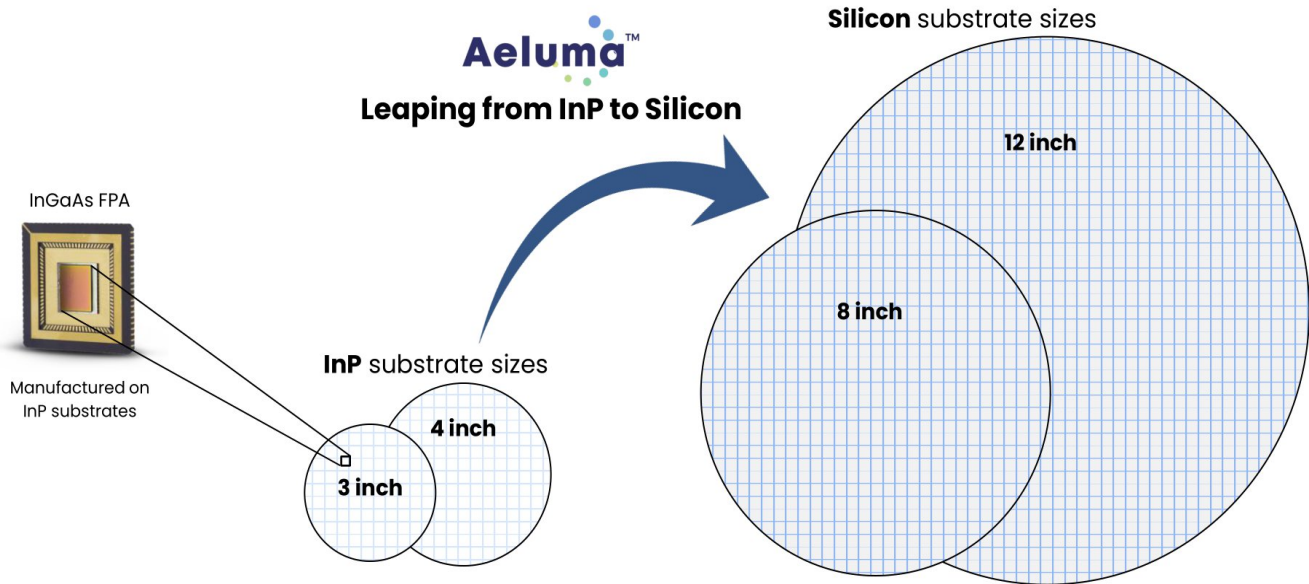 Aeluma™
Leaping from InP to Silicon
Silicon substrate sizes
12 inch
8 inch
InGaAs FPA
Manufactured on
InP substrates
InP substrate sizes
4 inch
3 inch